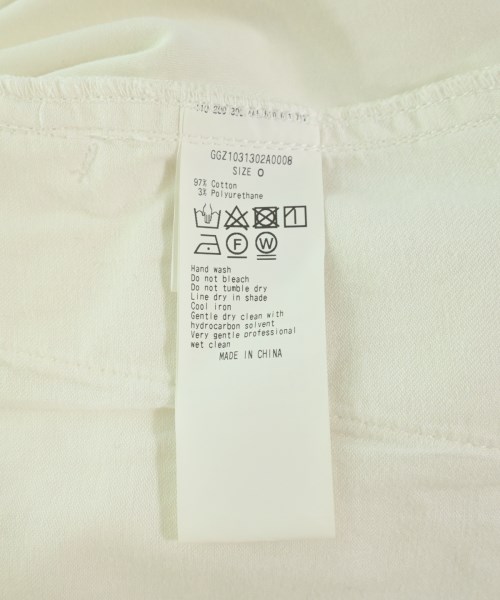 GGZ1031302A0008
SIZE 0
97% Cotton
3% Polyurethane
F W
Hand wash
Do not bleach
Do not tumble dry
Line dry in shade
Cool iron
Gentle dry clean with
hydrocarbon solvent
Very gentle professional
wet clean
MADE IN CHINA